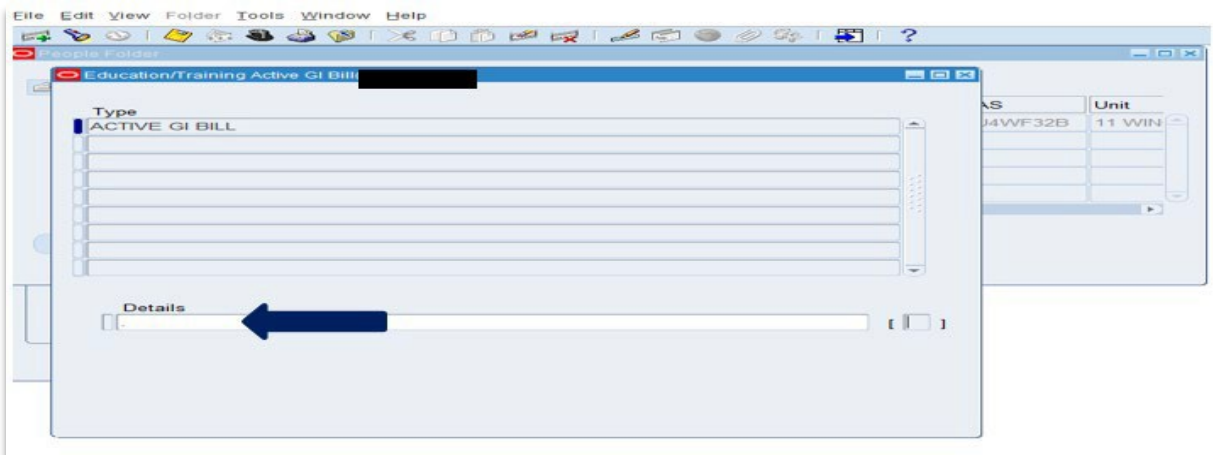 File Edit View Folder Tools Window Help
People Folder
Education/Training Active GI Bill
Type
ACTIVE GI BILL
AS Unit
J4WF32B 11 WIN
Details
.
[ ]